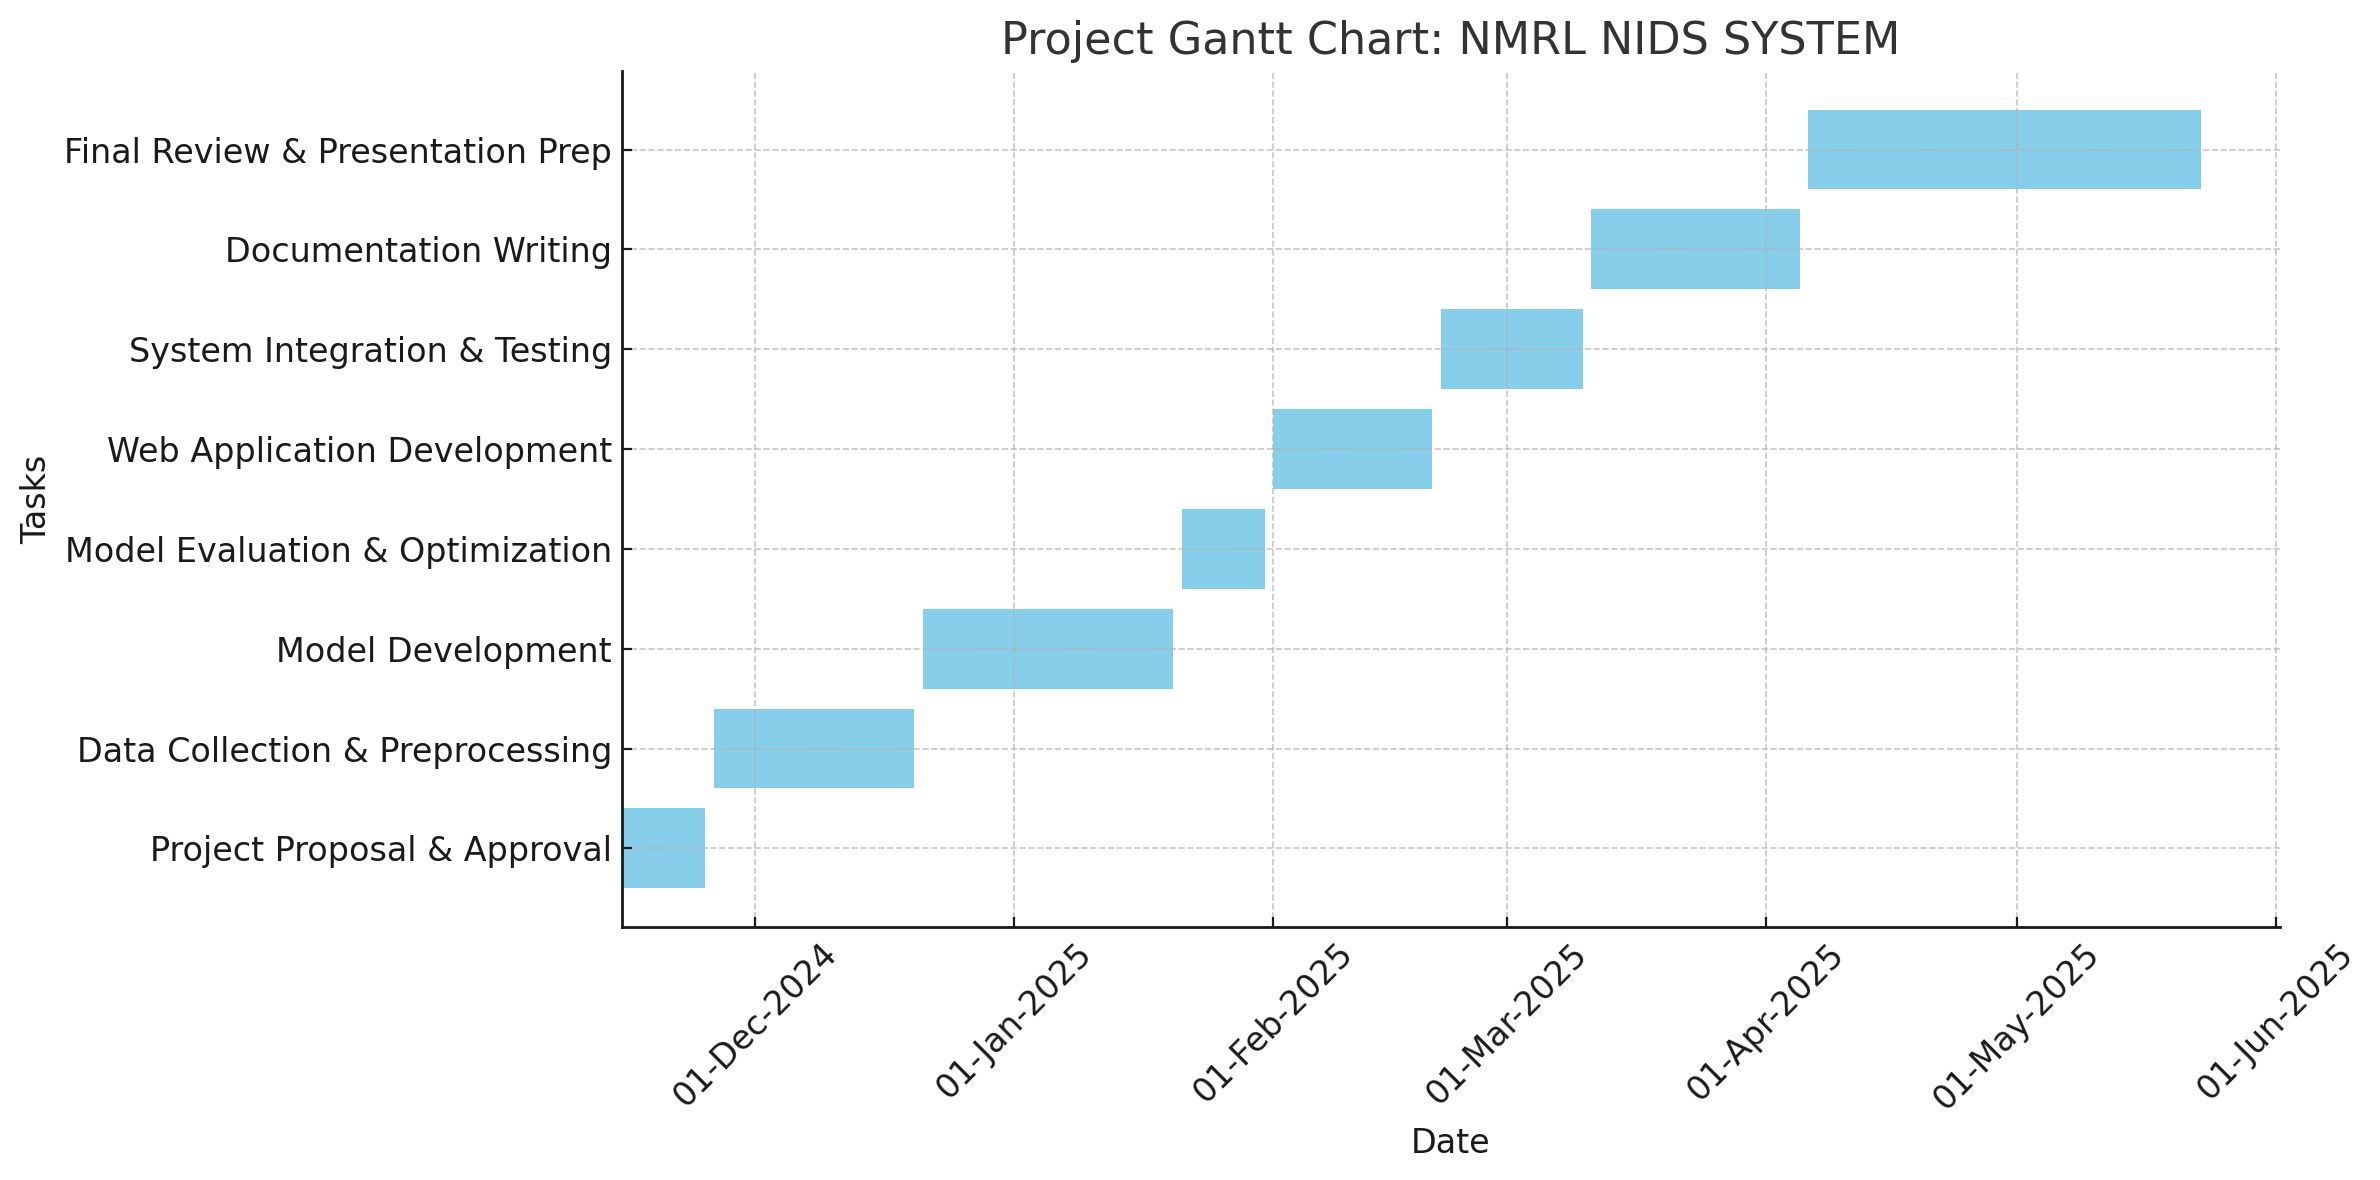 Project Gantt Chart: NMRL NIDS SYSTEM
Final Review & Presentation Prep
Documentation Writing
System Integration & Testing
Web Application Development
Model Evaluation & Optimization
Model Development
Data Collection & Preprocessing
Project Proposal & Approval
Tasks
01-Dec-2024
01-Jan-2025
01-Feb-2025
01-Mar-2025
01-Apr-2025
01-May-2025
01-Jun-2025
Date